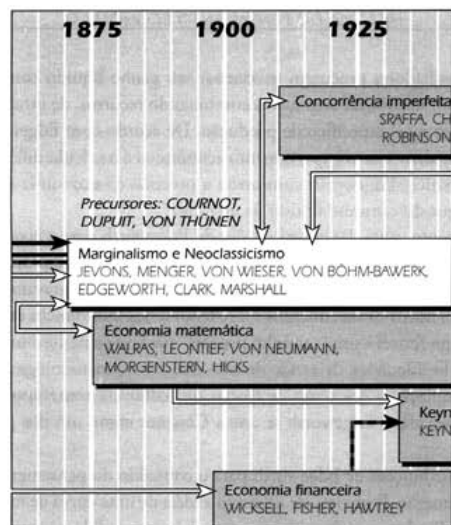 1875 1900 1925
Concorrência imperfeita
SRAFFA, CH
ROBINSON
Precursores: COURNOT,
DUPUIT, VON THÜNEN
Marginalismo e Neoclassicismo
JEVONS, MENGER, VON WIESER, VON BÖHM-BAWERK,
EDGEWORTH, CLARK, MARSHALL
Economia matemática
WALRAS, LEONTIEF, VON NEUMANN,
MORGENSTERN, HICKS
Keyn
KEYN
Economia financeira
WICKSELL, FISHER, HAWTREY